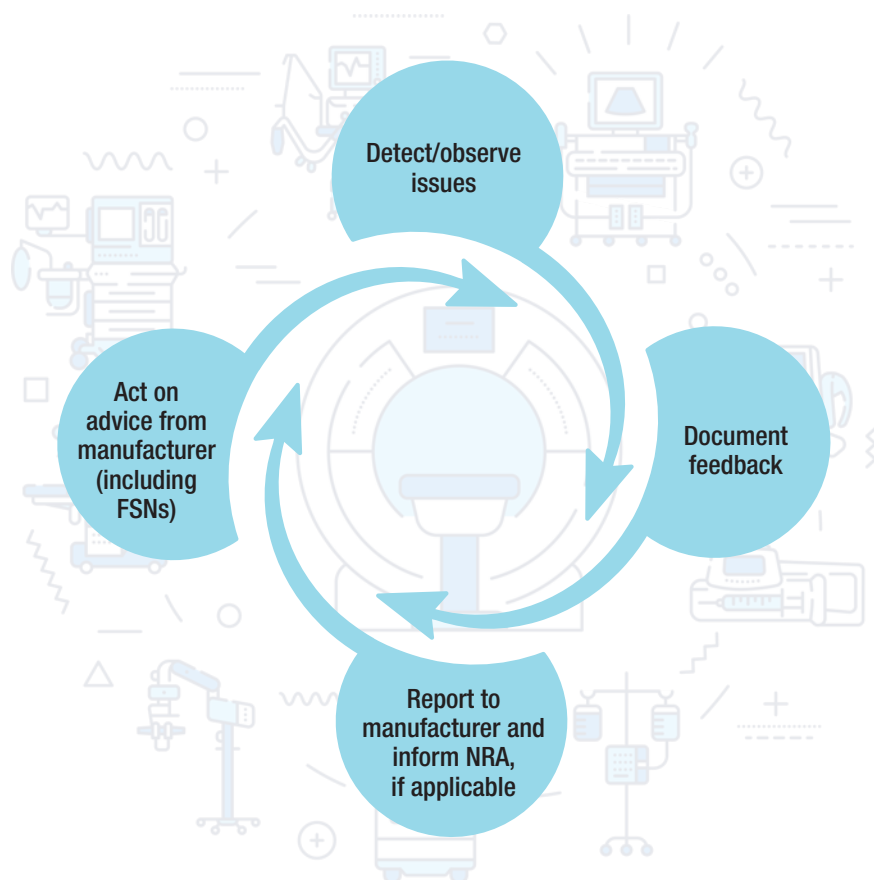 Detect/observe
issues
Document
feedback
Report to
manufacturer and
inform NRA,
if applicable
Act on
advice from
manufacturer
(including
FSNs)